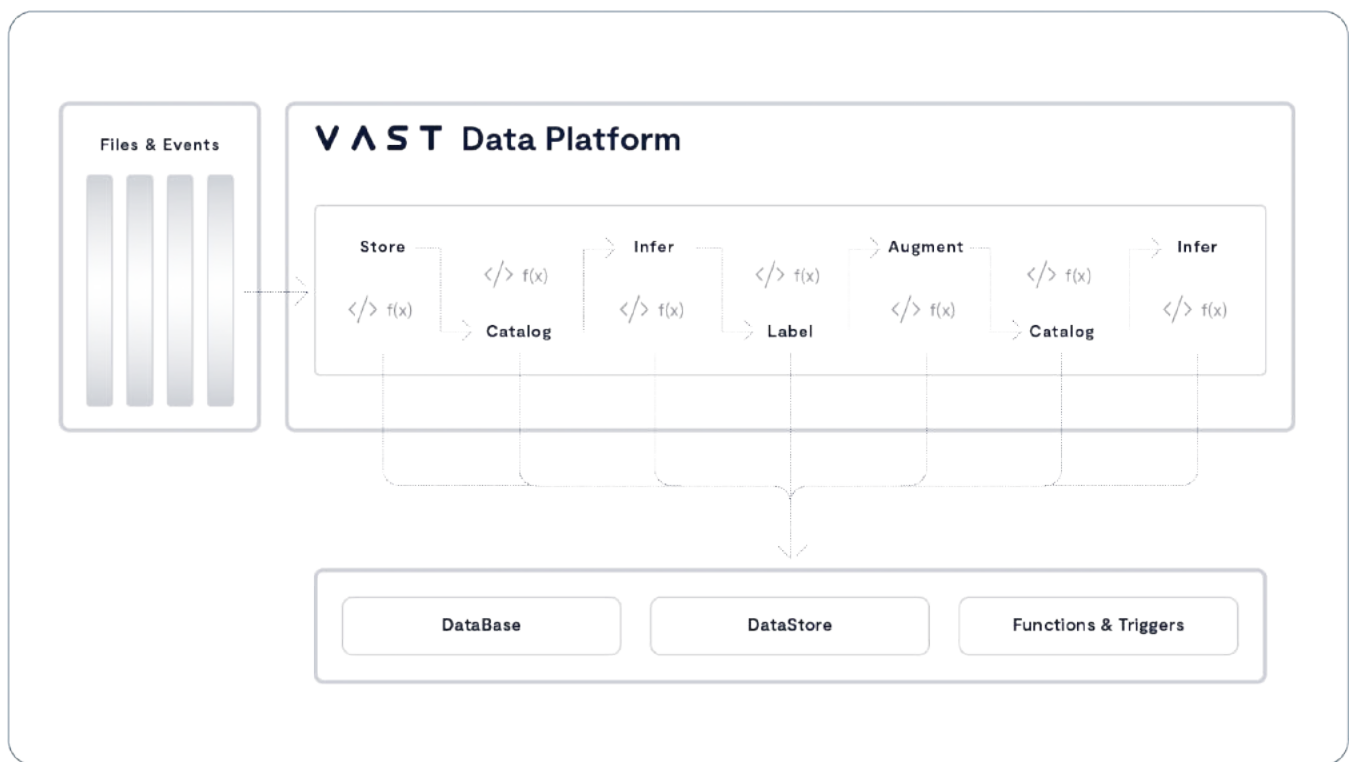 Files & Events
VAST Data Platform
Store
Infer
Augment
Infer
</> f(x)
</> f(x)
</> f(x)
</> f(x)
</> f(x)
</> f(x)
</> f(x)
Catalog
Label
Catalog
DataBase
DataStore
Functions & Triggers